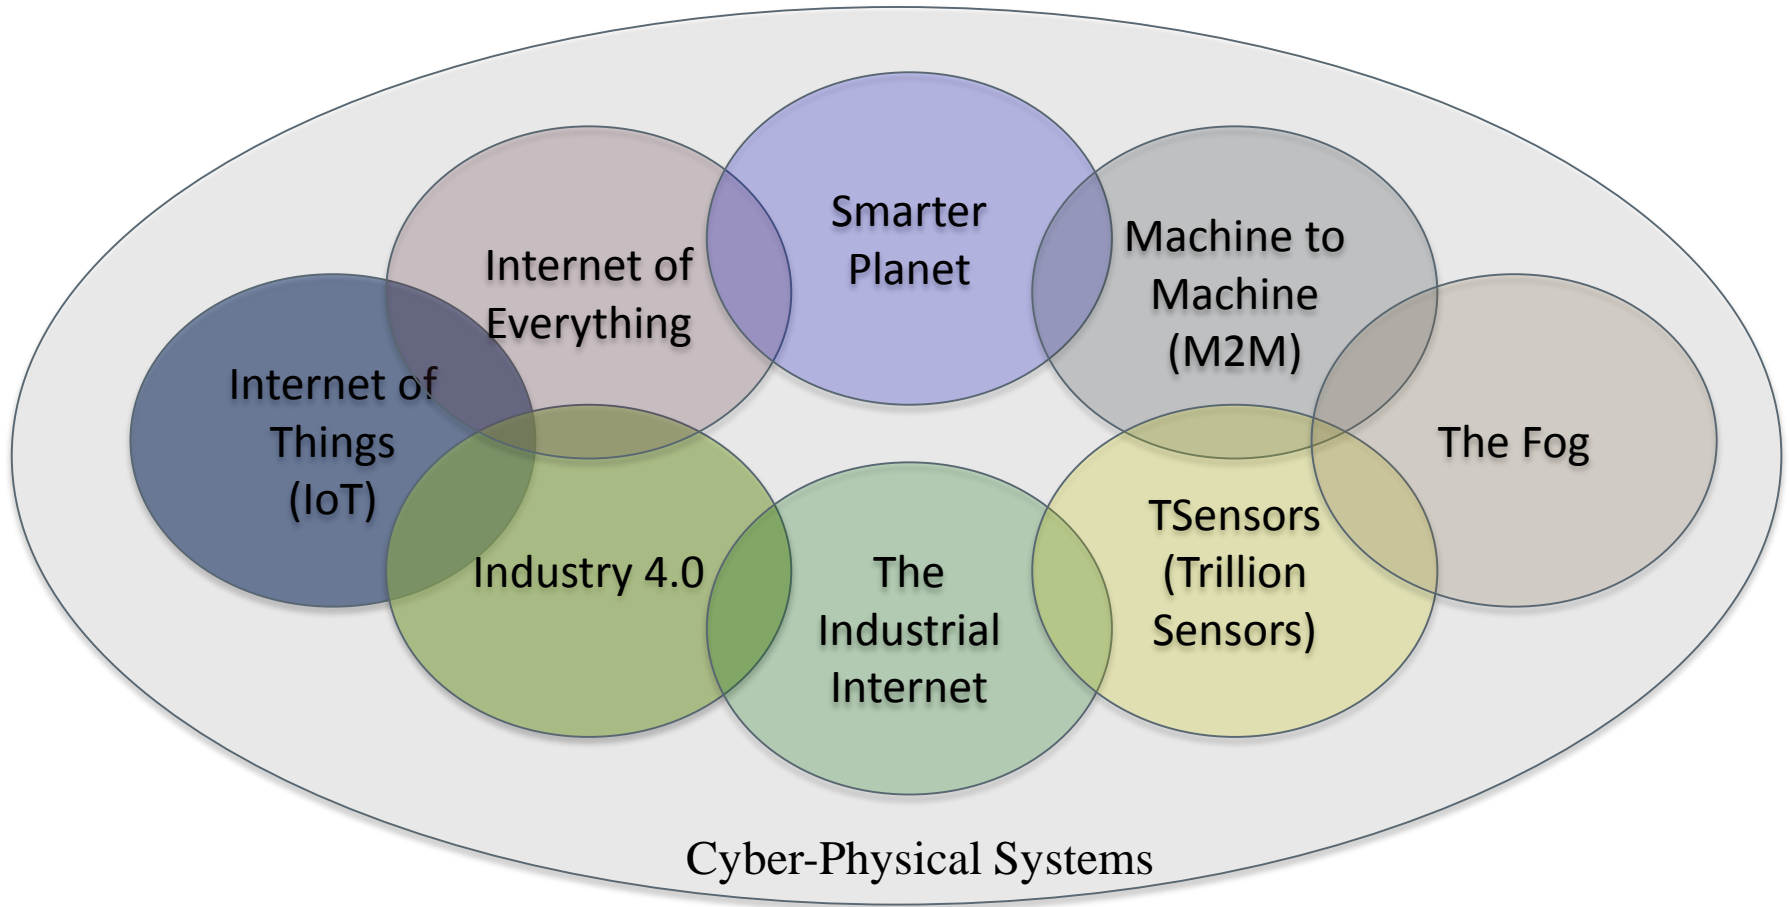 Smarter
Planet
Internet of
Everything
Machine to
Machine
(M2M)
Internet of
Things
(IoT)
The Fog
Industry 4.0
The
Industrial
Internet
TSensors
(Trillion
Sensors)
Cyber-Physical Systems